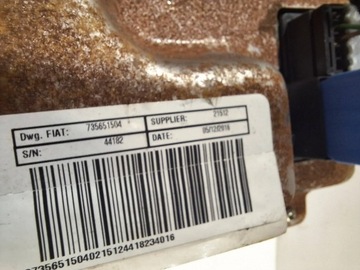 Dwg. FIAT: 735651504 SUPPLIER: 21512
S/N: 44182 DATE: 05/12/2016
7356515040215124418234016